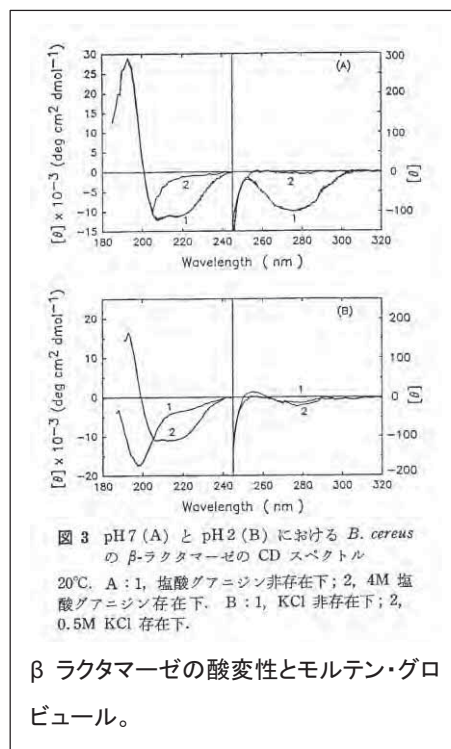 (A)
[θ] × 10⁻³ (deg cm² dmol⁻¹)
30
25
20
15
10
5
0
-5
-10
-15
300
200
100
0
-100
[θ]
2
1
2
1
180 200 220 240 260 280 300 320
Wavelength ( nm )
(B)
[θ] × 10⁻³ (deg cm² dmol⁻¹)
20
10
0
-10
-20
200
100
0
-100
-200
[θ]
1
2
1
2
180 200 220 240 260 280 300 320
Wavelength ( nm )
図 3 pH 7 (A) と pH 2 (B) における B. cereus
の β-ラクタマーゼの CD スペクトル
20℃. A : 1, 塩酸グアニジン非存在下 ; 2, 4M 塩
酸グアニジン存在下. B : 1, KCl 非存在下 ; 2,
0.5M KCl 存在下.
β ラクタマーゼの酸変性とモルテン・グロ
ビュール。